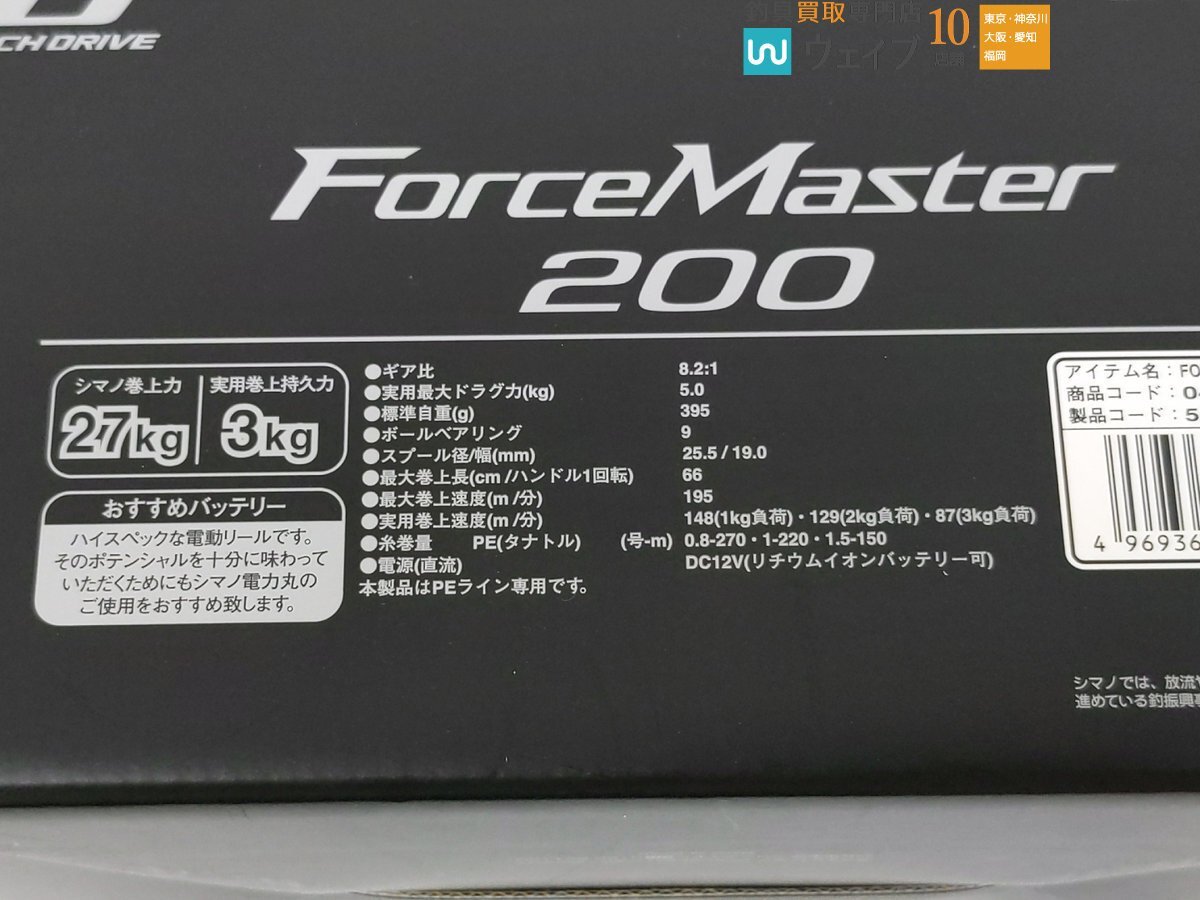 CH DRIVE
釣具買取専門店
ウェイブ
10店舗
東京・神奈川
大阪・愛知
福岡
ForceMaster
200
シマノ巻上力
27kg
実用巻上持久力
3kg
おすすめバッテリー
ハイスペックな電動リールです。
そのポテンシャルを十分に味わって
いただくためにもシマノ電力丸の
ご使用をおすすめ致します。
●ギア比 8.2:1
●実用最大ドラグ力(kg) 5.0
●標準自重(g) 395
●ボールベアリング 9
●スプール径/幅(mm) 25.5 / 19.0
●最大巻上長(cm /ハンドル1回転) 66
●最大巻上速度(m /分) 195
●実用巻上速度(m /分) 148(1kg負荷)・129(2kg負荷)・87(3kg負荷)
●糸巻量 PE(タナトル) (号-m) 0.8-270・1-220・1.5-150
●電源(直流) DC12V(リチウムイオンバッテリー可)
本製品はPEライン専用です。
アイテム名：FO
商品コード：0
製品コード：5
4 96936
シマノでは、放流
進めている釣振興